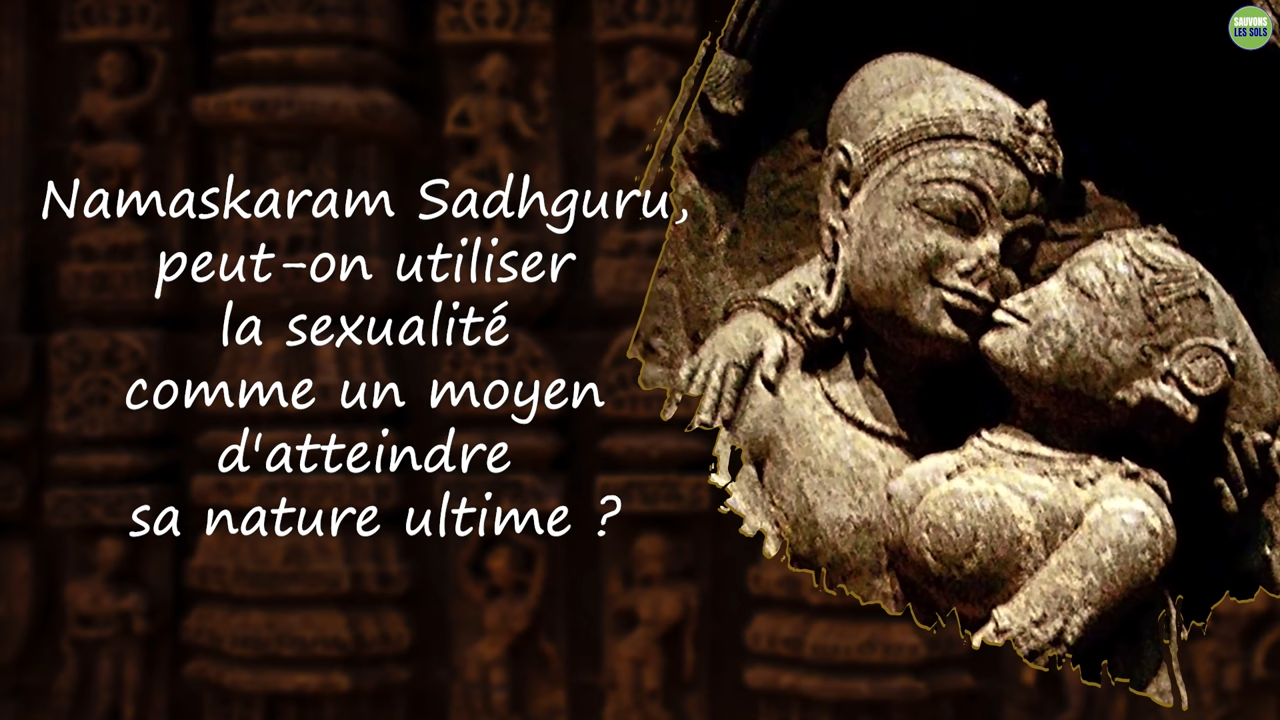 Namaskaram Sadhguru,
peut-on utiliser
la sexualité
comme un moyen
d'atteindre
sa nature ultime ?
SAUVONS
LES SOLS